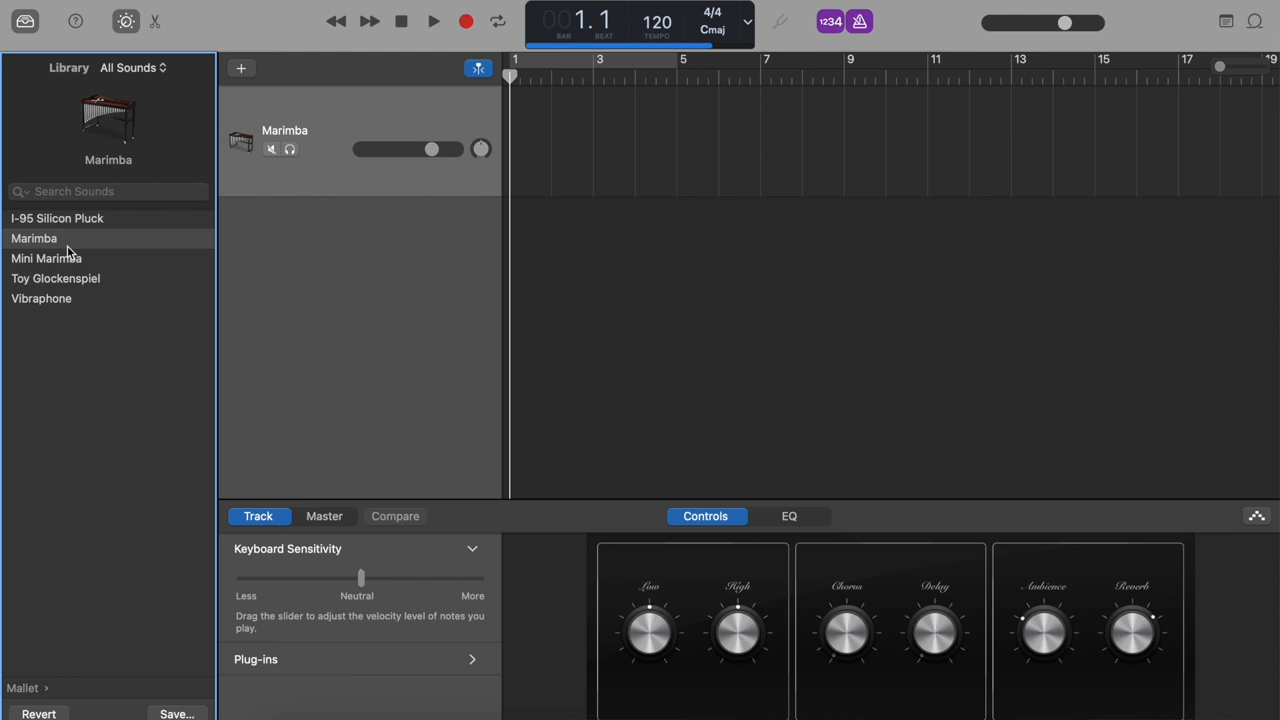 001.1
BAR
BEAT
120
TEMPO
4/4
Cmaj
1234
Library All Sounds
Marimba
Search Sounds
I-95 Silicon Pluck
Marimba
Mini Marimba
Toy Glockenspiel
Vibraphone
Mallet ›
Revert
Save...
Marimba
1 3 5 7 9 11 13 15 17 19
Track
Master
Compare
Controls
EQ
Keyboard Sensitivity
Less
Neutral
More
Drag the slider to adjust the velocity level of notes you
play.
Plug-ins
Low
High
Chorus
Delay
Ambience
Reverb